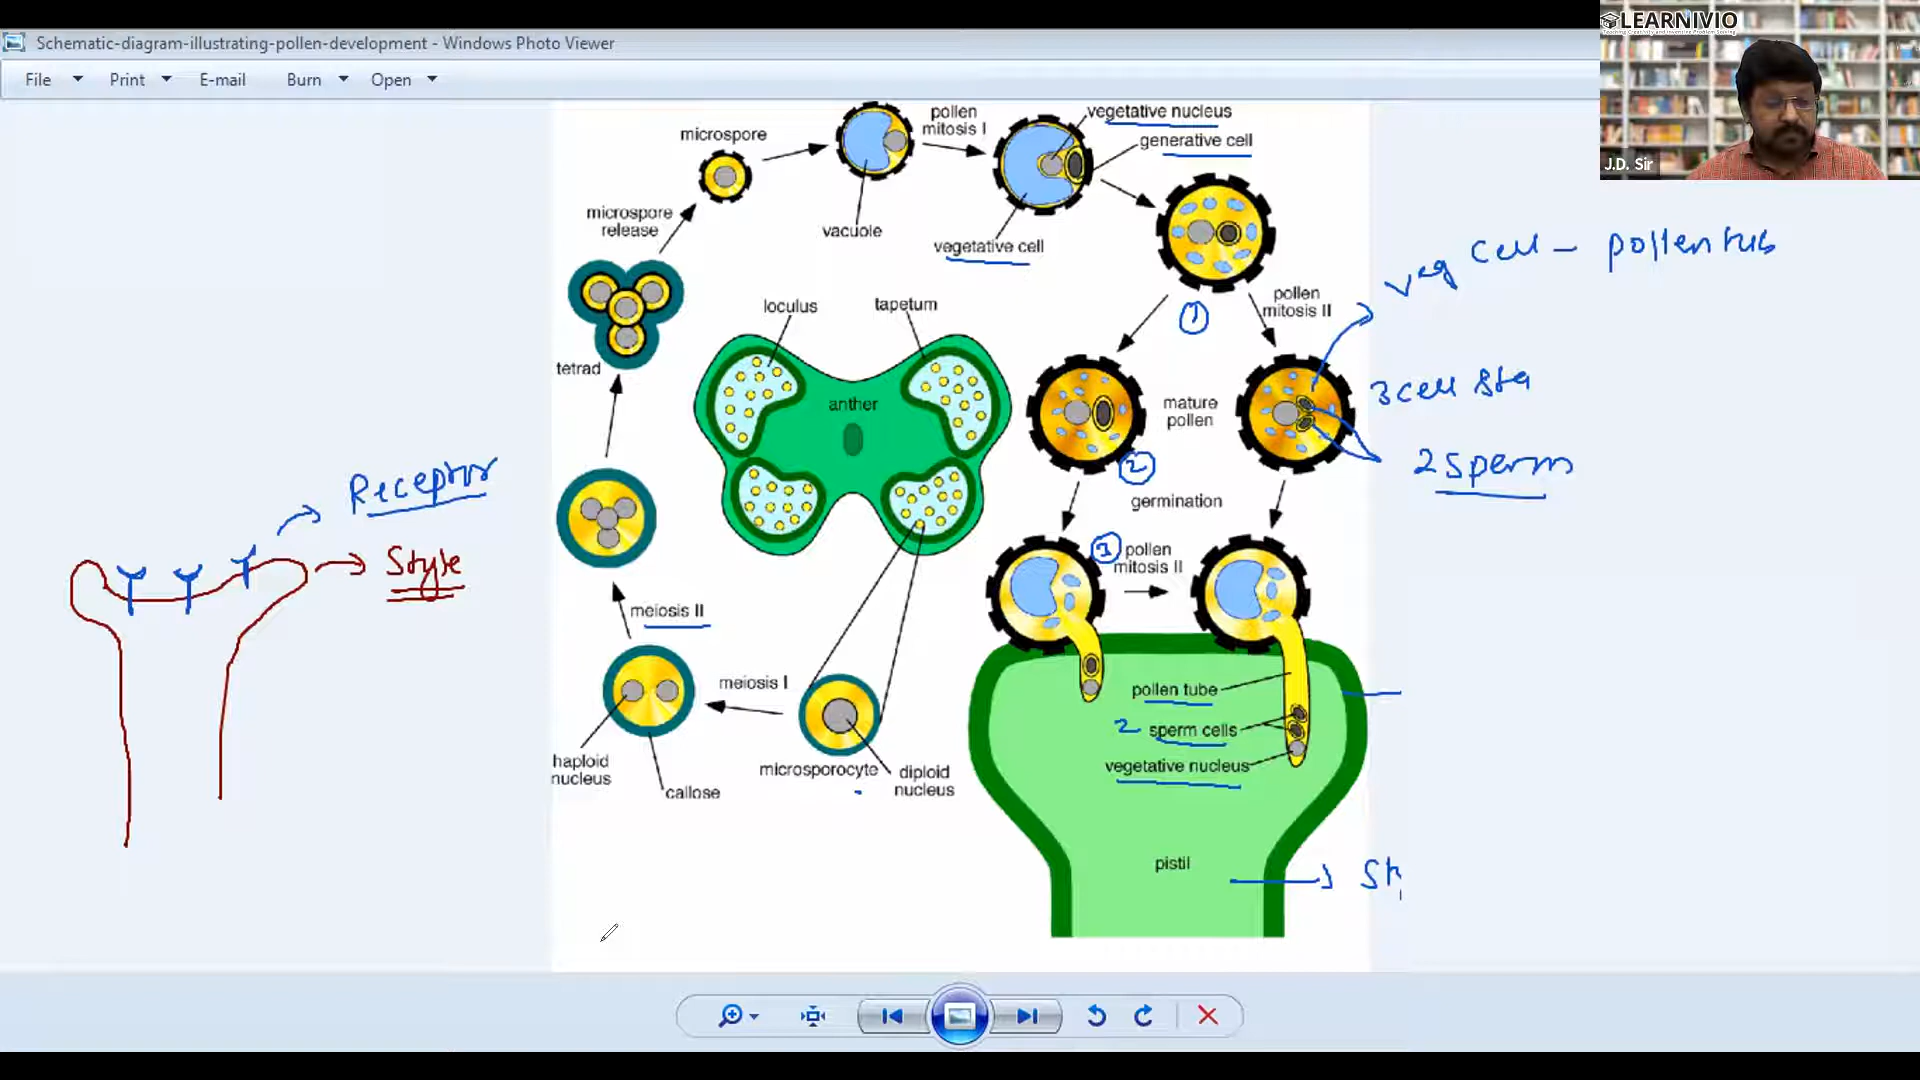 Schematic-diagram-illustrating-pollen-development - Windows Photo Viewer
LEARNIVIO
File Print E-mail Burn Open
J.D. Sir
microspore
pollen
mitosis I
vegetative nucleus
generative cell
microspore
release
vacuole
vegetative cell
veg cell - pollen tub
loculus
tapetum
1
pollen
mitosis II
tetrad
anther
mature
pollen
3 cell sta
2
2 sperm
germination
Receptor
Style
3
pollen
mitosis II
meiosis II
meiosis I
pollen tube
2 sperm cells
vegetative nucleus
haploid
nucleus
callose
microsporocyte
diploid
nucleus
pistil